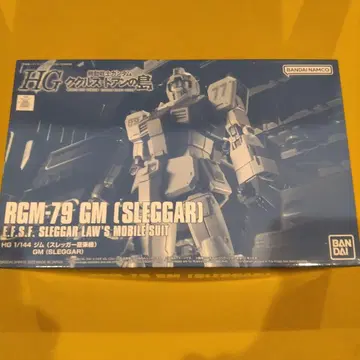 HG
機動戦士ガンダム
ククルス・ドアンの島
BANDAI NAMCO
77
RGM-79 GM (SLEGGAR)
E.F.S.F. SLEGGAR LAW'S MOBILE SUIT
HG 1/144 ジム (スレッガー搭乗機)
GM (SLEGGAR)
BAN
DAI